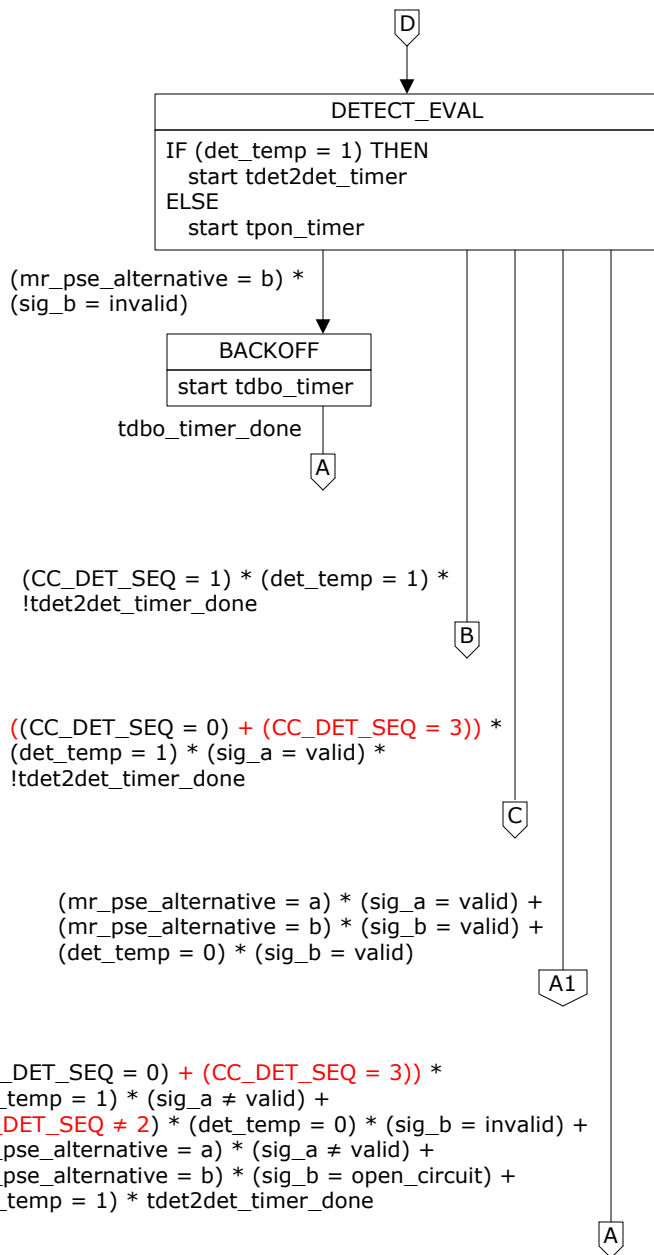 D
DETECT_EVAL
IF (det_temp = 1) THEN
start tdet2det_timer
ELSE
start tpon_timer
(mr_pse_alternative = b) *
(sig_b = invalid)
BACKOFF
start tdbo_timer
tdbo_timer_done
A
(CC_DET_SEQ = 1) * (det_temp = 1) *
!tdet2det_timer_done
B
((CC_DET_SEQ = 0) + (CC_DET_SEQ = 3)) *
(det_temp = 1) * (sig_a = valid) *
!tdet2det_timer_done
C
(mr_pse_alternative = a) * (sig_a = valid) +
(mr_pse_alternative = b) * (sig_b = valid) +
(det_temp = 0) * (sig_b = valid)
A1
_DET_SEQ = 0) + (CC_DET_SEQ = 3)) *
_temp = 1) * (sig_a ≠ valid) +
_DET_SEQ ≠ 2) * (det_temp = 0) * (sig_b = invalid) +
_pse_alternative = a) * (sig_a ≠ valid) +
_pse_alternative = b) * (sig_b = open_circuit) +
_temp = 1) * tdet2det_timer_done
A